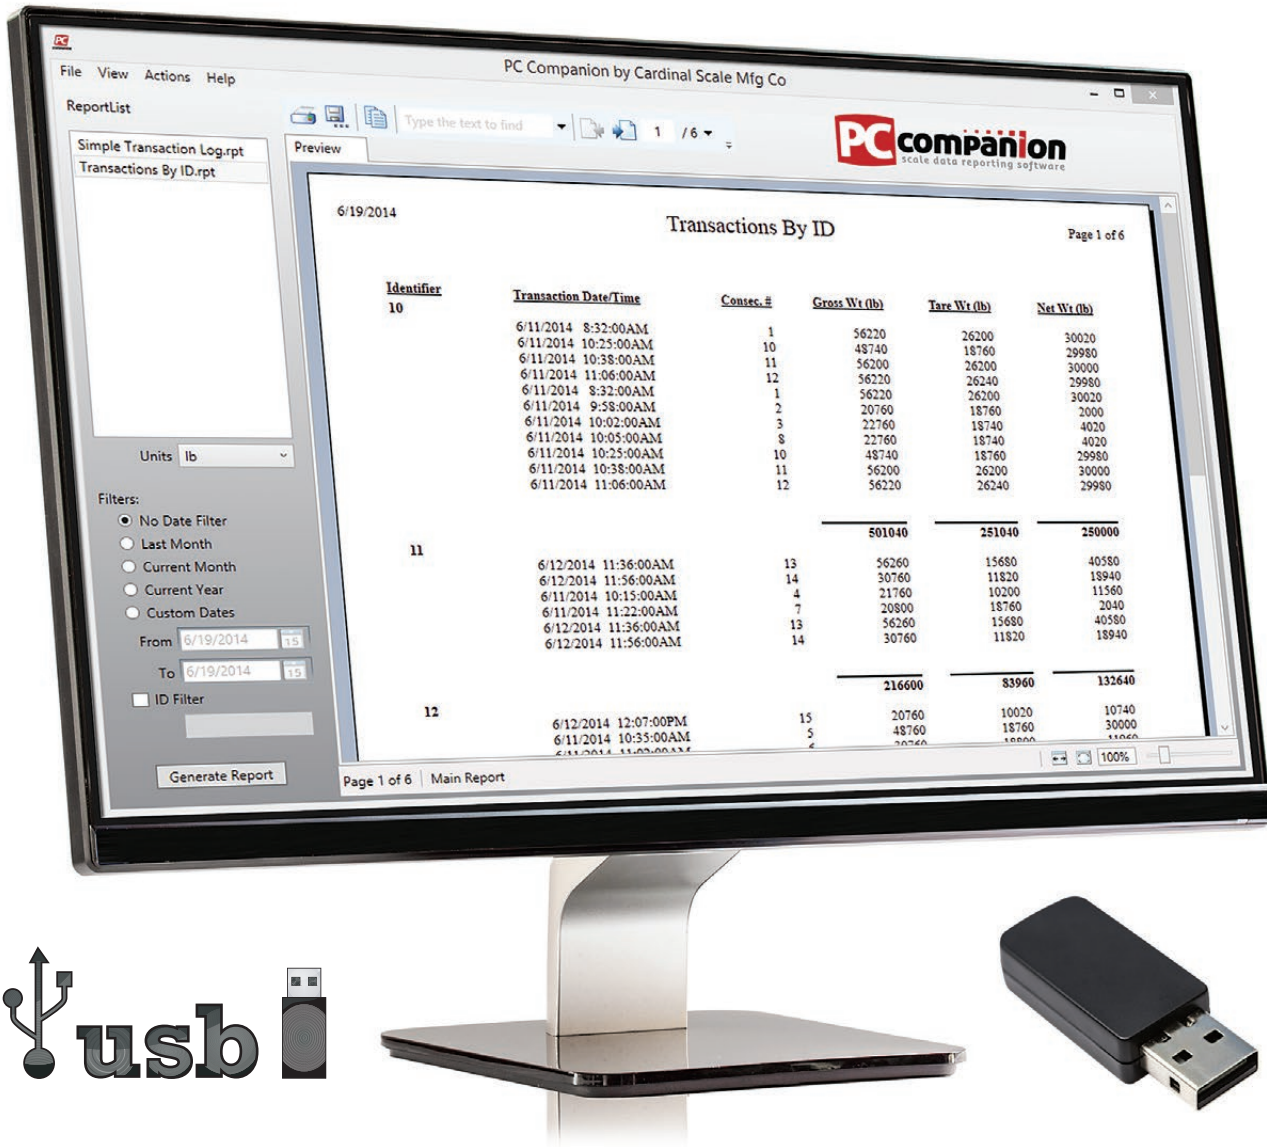 PC
PC Companion by Cardinal Scale Mfg Co
File View Actions Help
ReportList
Type the text to find 1 /6
PC companion
scale data reporting software
Simple Transaction Log.rpt
Transactions By ID.rpt
Preview
6/19/2014
Transactions By ID
Page 1 of 6
Identifier Transaction Date/Time Consec. # Gross Wt (lb) Tare Wt (lb) Net Wt (lb)
10
6/11/2014 8:32:00AM 1 56220 26200 30020
6/11/2014 10:25:00AM 10 48740 18760 29980
6/11/2014 10:38:00AM 11 56200 26200 30000
6/11/2014 11:06:00AM 12 56220 26240 29980
6/11/2014 8:32:00AM 1 56220 26200 30020
6/11/2014 9:58:00AM 2 20760 18760 2000
6/11/2014 10:02:00AM 3 22760 18740 4020
6/11/2014 10:05:00AM 8 22760 18740 4020
6/11/2014 10:25:00AM 10 48740 18760 29980
6/11/2014 10:38:00AM 11 56200 26200 30000
6/11/2014 11:06:00AM 12 56220 26240 29980
501040 251040 250000
11
6/12/2014 11:36:00AM 13 56260 15680 40580
6/12/2014 11:56:00AM 14 30760 11820 18940
6/11/2014 10:15:00AM 4 21760 10200 11560
6/11/2014 11:22:00AM 7 20800 18760 2040
6/12/2014 11:36:00AM 13 56260 15680 40580
6/12/2014 11:56:00AM 14 30760 11820 18940
216600 83960 132640
12
6/12/2014 12:07:00PM 15 20760 10020 10740
6/11/2014 10:35:00AM 5 48760 18760 30000
Units lb
Filters:
No Date Filter
Last Month
Current Month
Current Year
Custom Dates
From 6/19/2014 15
To 6/19/2014 15
ID Filter
Generate Report
Page 1 of 6 Main Report
100%
usb